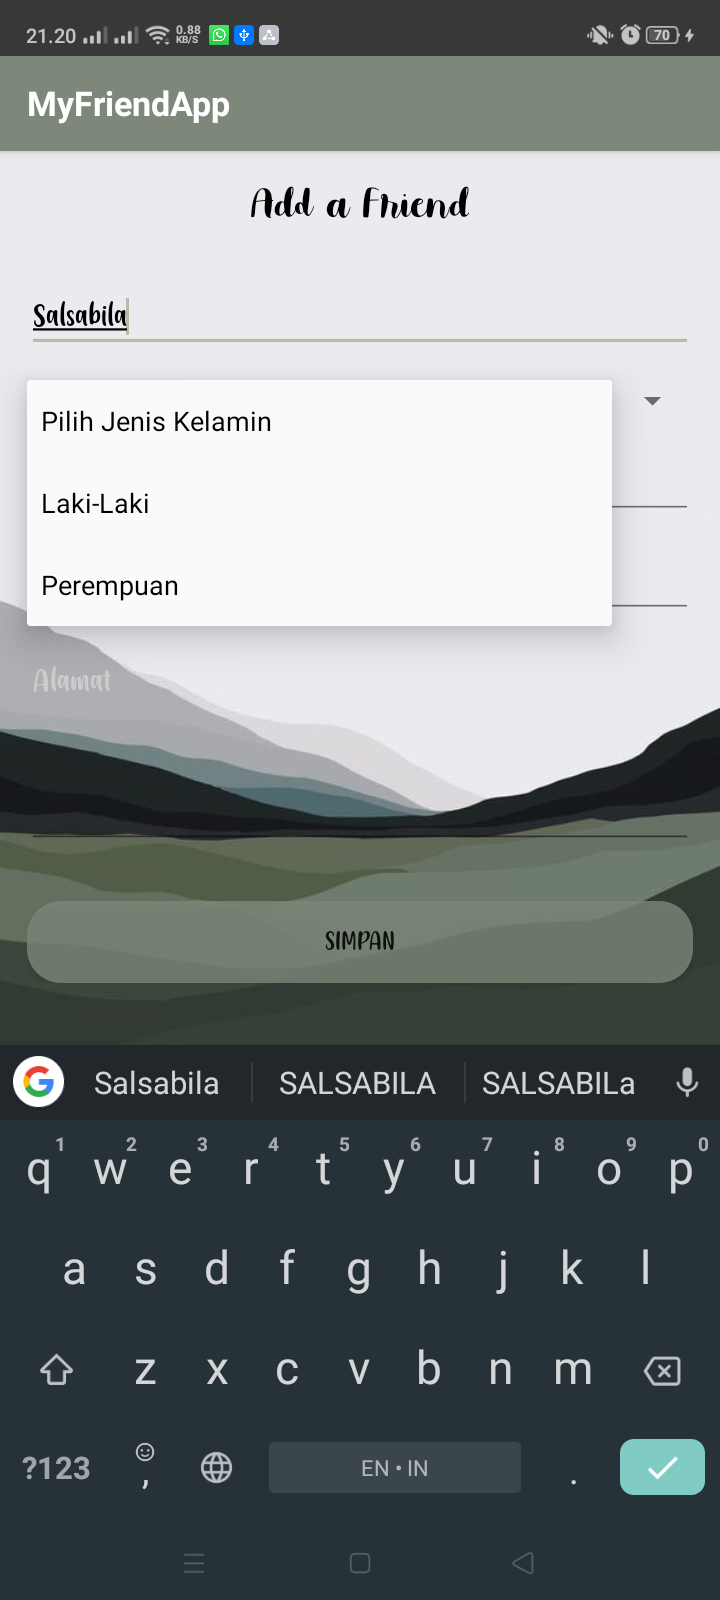 21.20 0.88 KB/S 70
MyFriendApp
Add a Friend
Salsabila
Pilih Jenis Kelamin
Laki-Laki
Perempuan
Alamat
SIMPAN
Salsabila SALSABILA SALSABILa
1 2 3 4 5 6 7 8 9 0
q w e r t y u i o p
a s d f g h j k l
z x c v b n m
?123 , EN • IN .